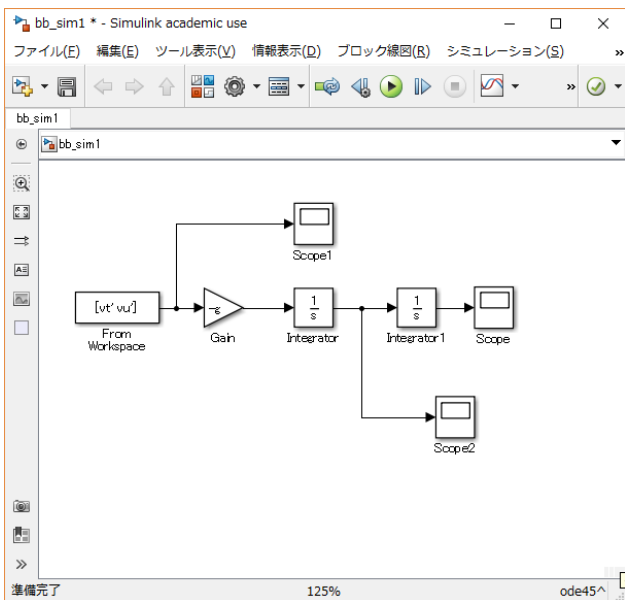 bb_sim1 * - Simulink academic use
ファイル(F) 編集(E) ツール表示(V) 情報表示(D) ブロック線図(R) シミュレーション(S) »
»
bb_sim1
bb_sim1
Scope1
[vt' vu']
From
Workspace
-g
Gain
1
s
Integrator
1
s
Integrator1
Scope
Scope2
»
準備完了 125% ode45